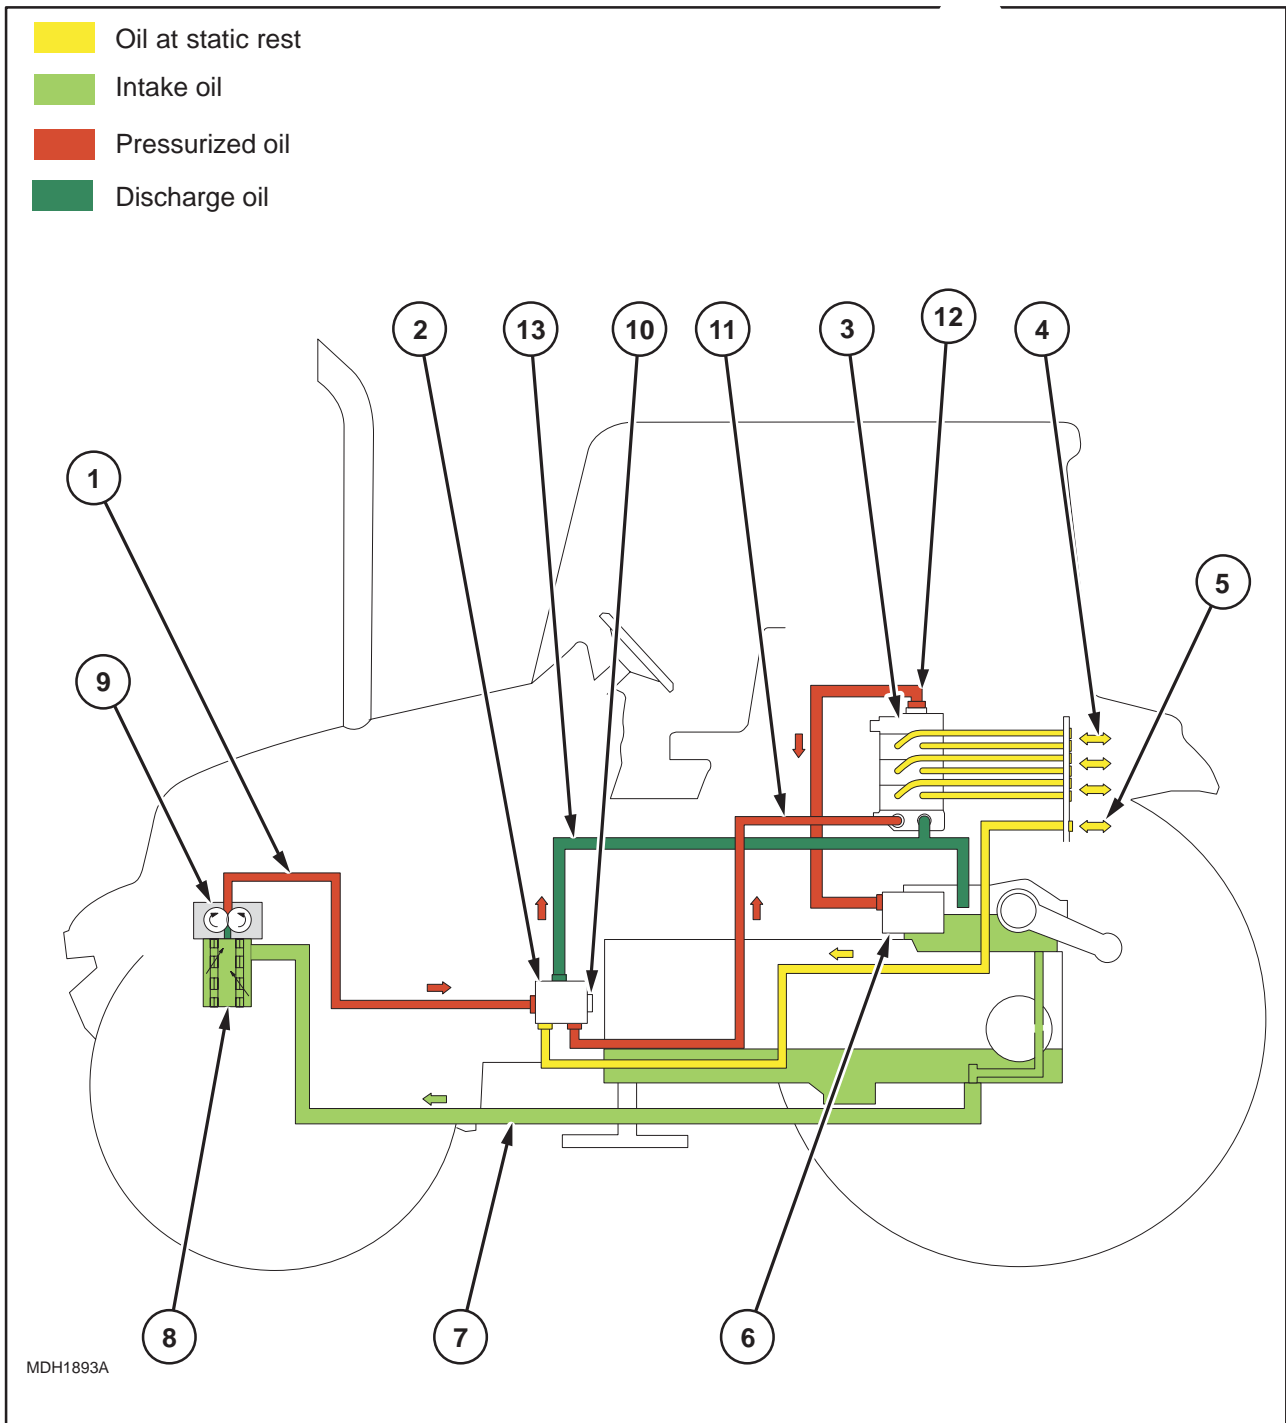 Oil at static rest
Intake oil
Pressurized oil
Discharge oil
2
13
10
11
3
12
4
1
5
9
8
7
6
MDH1893A